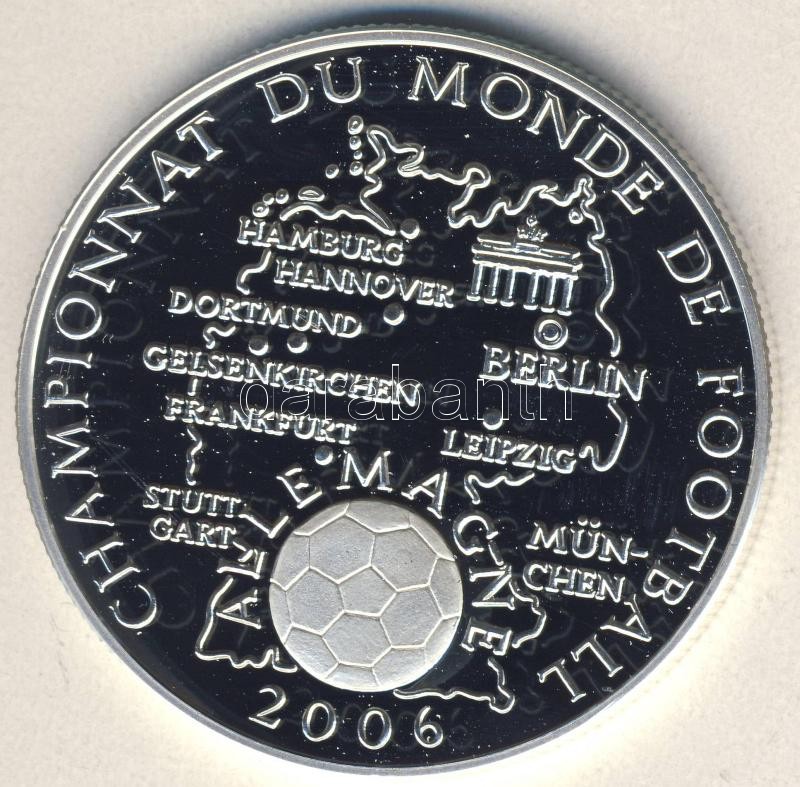 CHAMPIONNAT DU MONDE DE FOOTBALL
HAMBURG
HANNOVER
DORTMUND
BERLIN
GELSENKIRCHEN
darabanth
FRANKFURT
LEIPZIG
STUTT-
GART
ALLEMAGNE
MÜN-
CHEN
2006